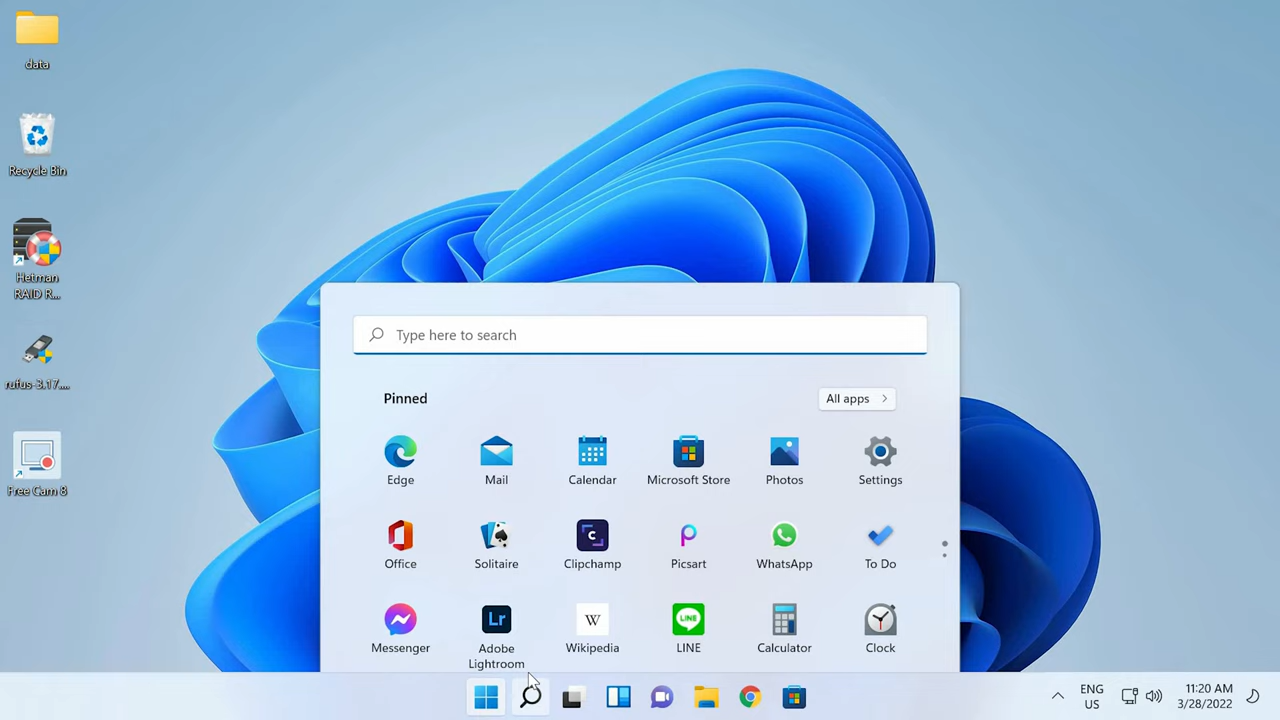 data
Recycle Bin
Hetman
RAID R...
rufus-3.17....
Free Cam 8
Type here to search
Pinned
All apps
Edge
Mail
Calendar
Microsoft Store
Photos
Settings
Office
Solitaire
Clipchamp
Picsart
WhatsApp
To Do
Messenger
Adobe
Lightroom
Wikipedia
LINE
Calculator
Clock
Lr
W
LINE
ENG
US
11:20 AM
3/28/2022